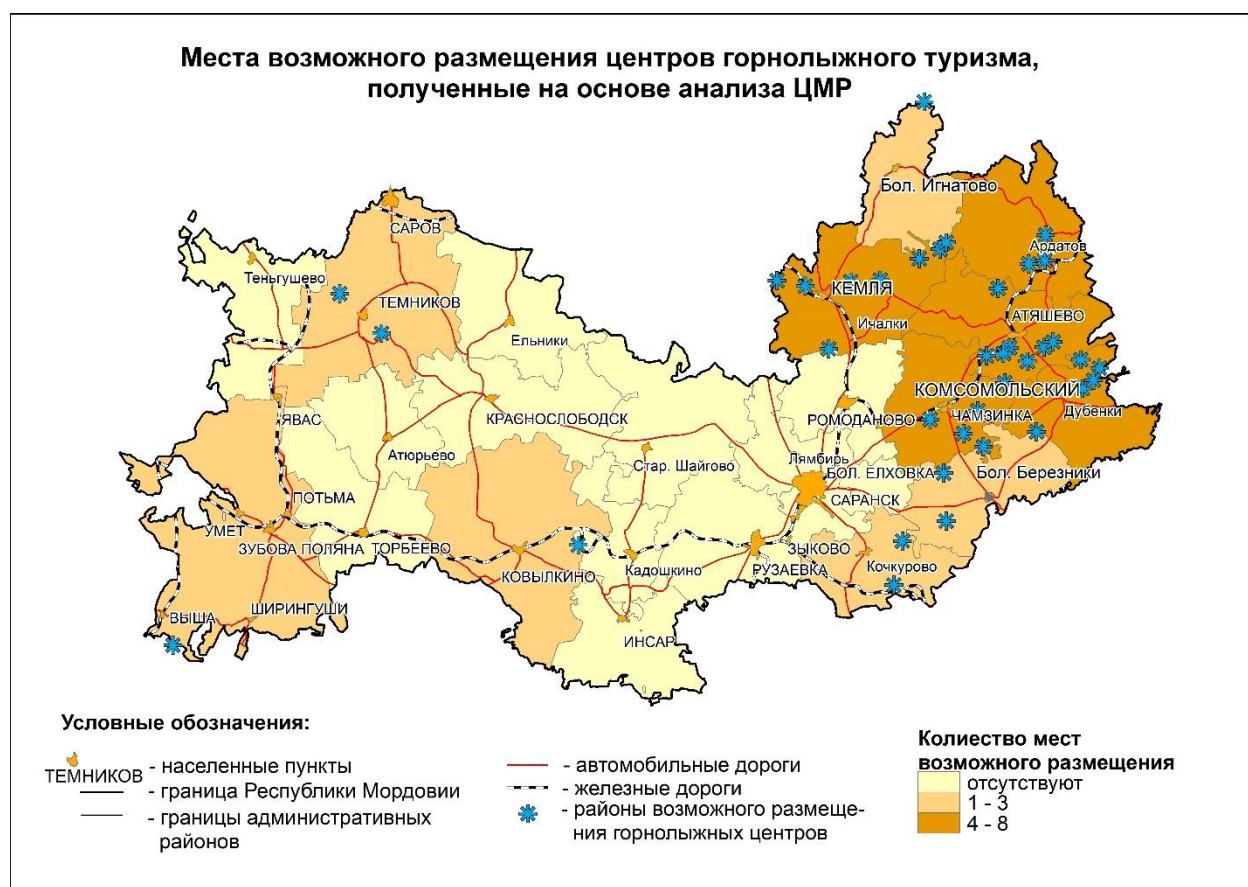 Места возможного размещения центров горнолыжного туризма,
полученные на основе анализа ЦМР
Бол. Игнатово
САРОВ
Ардатов
Теньгушево
КЕМЛЯ
ТЕМНИКОВ
АТЯШЕВО
Ичалки
Ельники
КОМСОМОЛЬСКИЙ
ЯВАС
КРАСНОСЛОБОДСК
РОМОДАНОВО
ЧАМЗИНКА
Дубенки
Атюрьево
Лямбирь
Стар. Шайгово
БОЛ. ЕЛХОВКА
Бол. Березники
ПОТЬМА
САРАНСК
УМЕТ
ЗУБОВА ПОЛЯНА
ТОРБЕЕВО
ЗЫКОВО
КОВЫЛКИНО
Кадошкино
РУЗАЕВКА
Кочкурово
ВЫША
ШИРИНГУШИ
ИНСАР
Условные обозначения:
ТЕМНИКОВ
- населенные пункты
- граница Республики Мордовии
- границы административных
районов
- автомобильные дороги
- железные дороги
- районы возможного размеще-
ния горнолыжных центров
Колиество мест
возможного размещения
отсутствуют
1 - 3
4 - 8